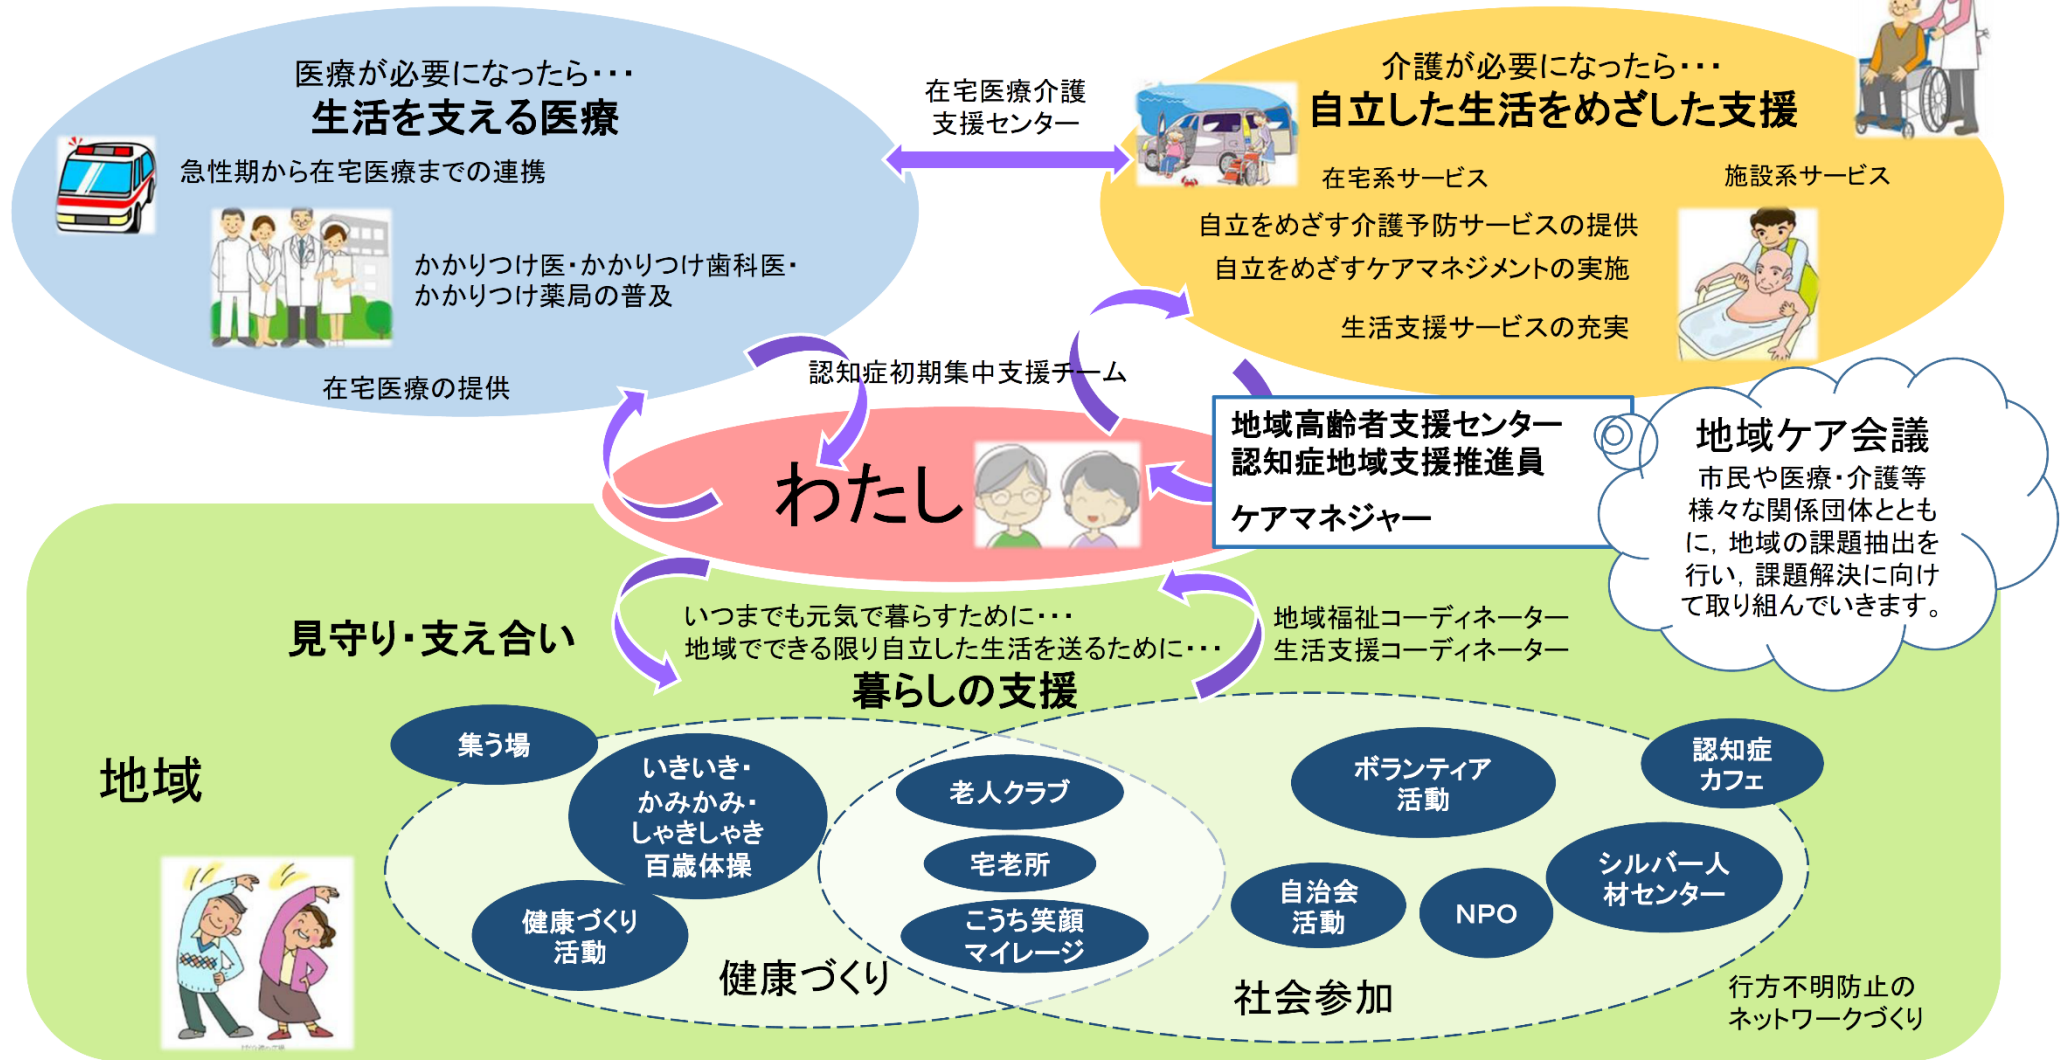 医療が必要になったら・・・
生活を支える医療
急性期から在宅医療までの連携
かかりつけ医・かかりつけ歯科医・
かかりつけ薬局の普及
在宅医療の提供
在宅医療介護
支援センター
介護が必要になったら・・・
自立した生活をめざした支援
在宅系サービス
施設系サービス
自立をめざす介護予防サービスの提供
自立をめざすケアマネジメントの実施
生活支援サービスの充実
認知症初期集中支援チーム
わたし
地域高齢者支援センター
認知症地域支援推進員
ケアマネジャー
地域ケア会議
市民や医療・介護等
様々な関係団体ととも
に，地域の課題抽出を
行い，課題解決に向け
て取り組んでいきます。
見守り・支え合い
いつまでも元気で暮らすために・・・
地域でできる限り自立した生活を送るために・・・
暮らしの支援
地域福祉コーディネーター
生活支援コーディネーター
地域
集う場
いきいき・
かみかみ・
しゃきしゃき
百歳体操
健康づくり
活動
健康づくり
老人クラブ
宅老所
こうち笑顔
マイレージ
ボランティア
活動
認知症
カフェ
自治会
活動
NPO
シルバー人
材センター
社会参加
行方不明防止の
ネットワークづくり